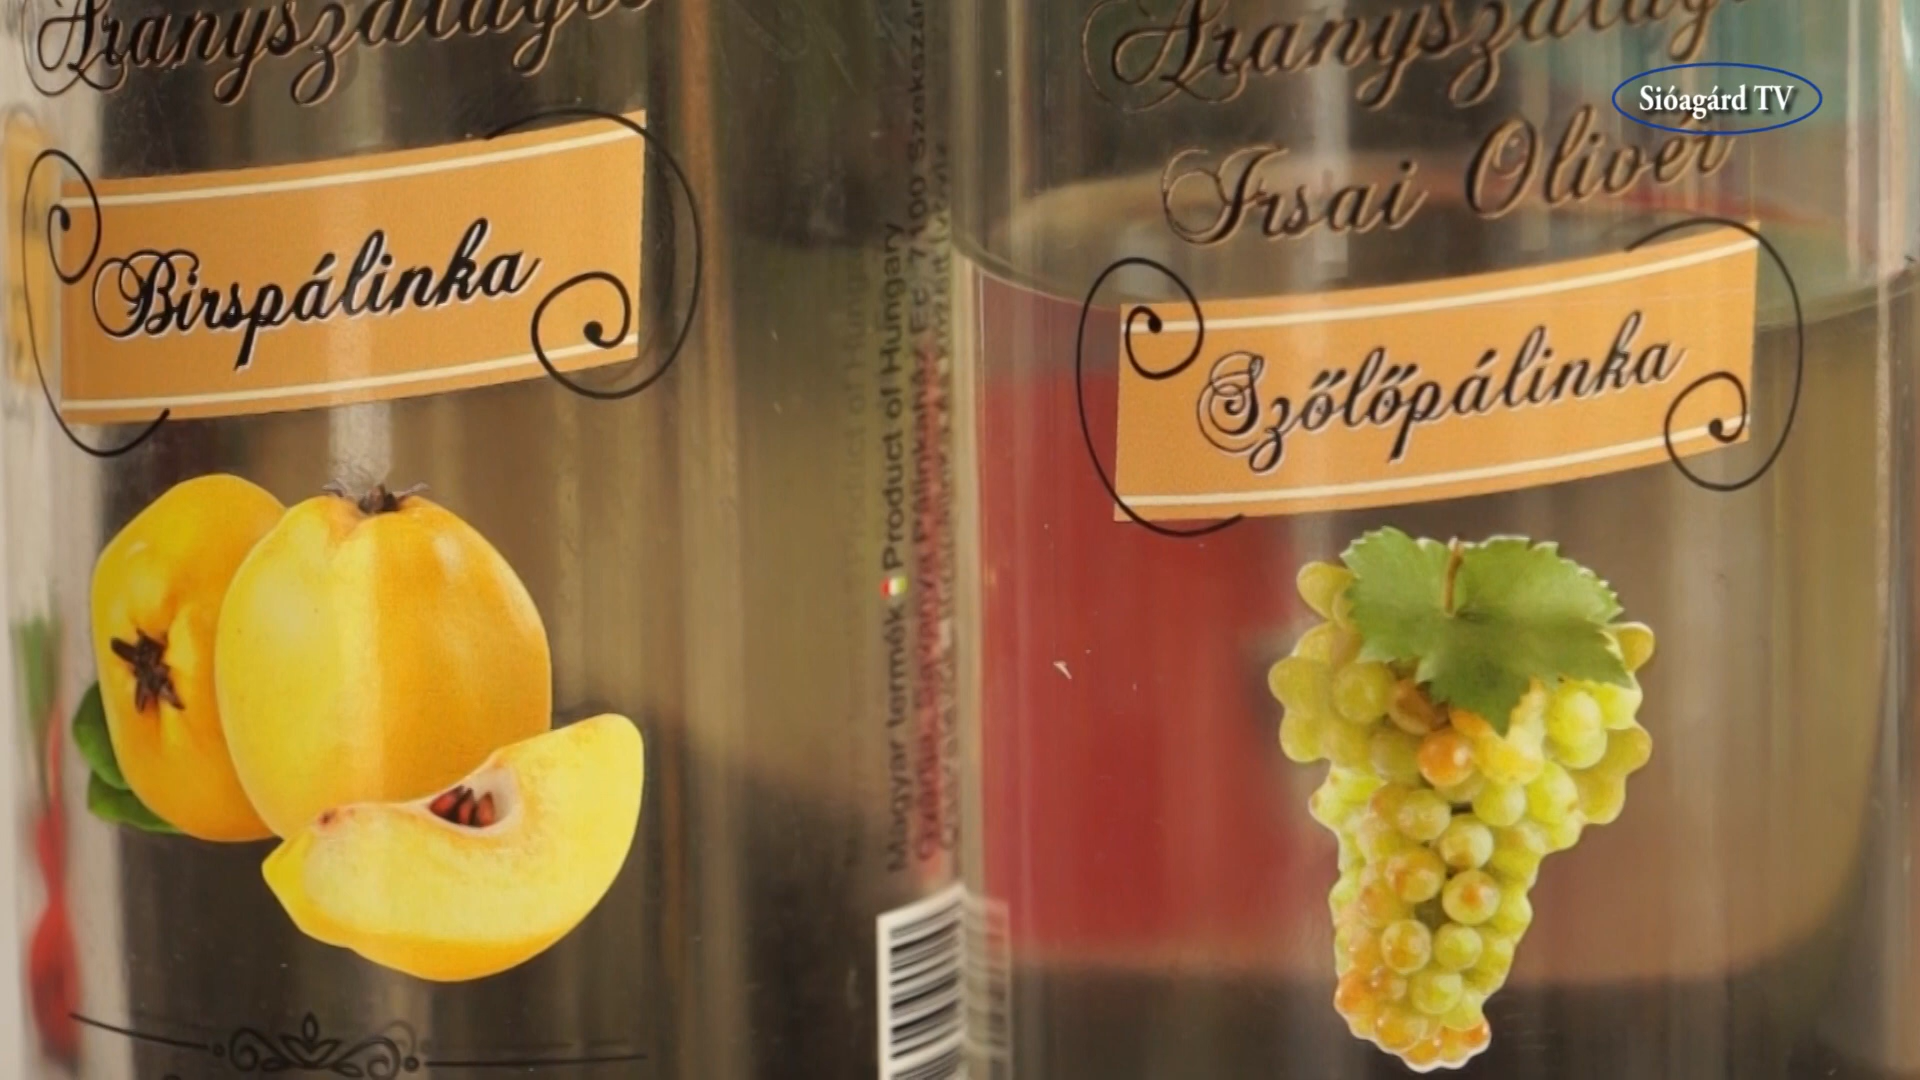 Aranyszalagos
Birspálinka
Magyar termék Product of Hungary
Aranyszalagos
Irsai Olivér
Szőlőpálinka
Sióagárd TV